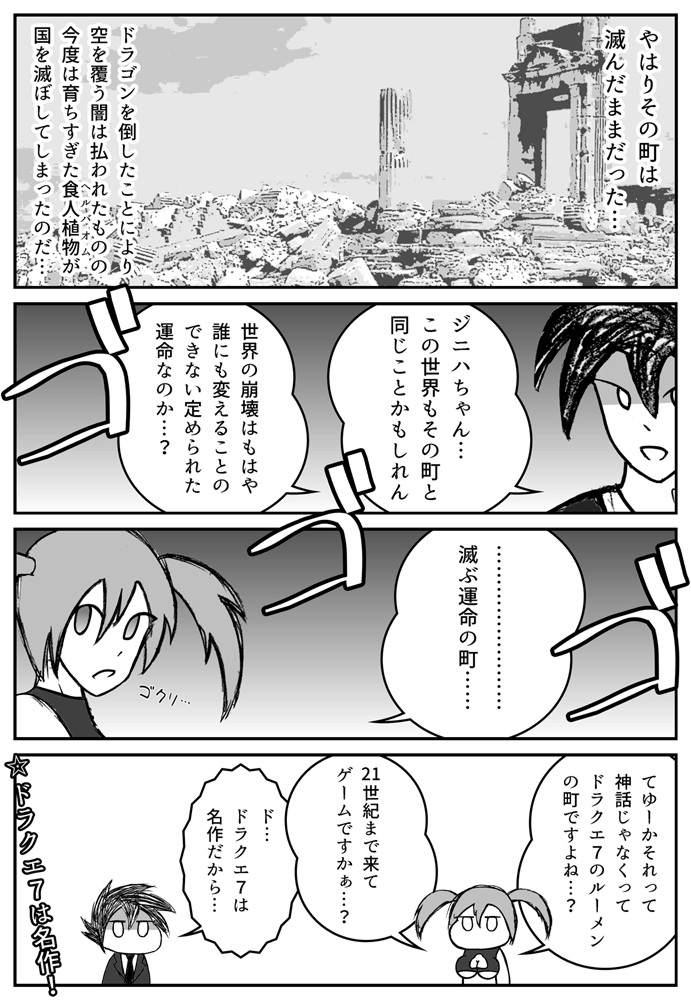 やはりその町は
滅んだままだった…
ドラゴンを倒したことにより、
空を覆う闇は払われたものの
今度は育ちすぎた食人植物が
ヘルバオム
国を滅ぼしてしまったのだ…
ジニハちゃん…
この世界もその町と
同じことかもしれん
世界の崩壊はもはや
誰にも変えることの
できない定められた
運命なのか…？
ゴゴゴゴ
………………………
滅ぶ運命の町……
ゴクリ…
てゆーかそれって
神話じゃなくって
ドラクエ７のルーメン
の町ですよね…？
21世紀まで来て
ゲームですかぁ…？
ド…
ドラクエ７は
名作だから…
☆ドラクエ７は名作！